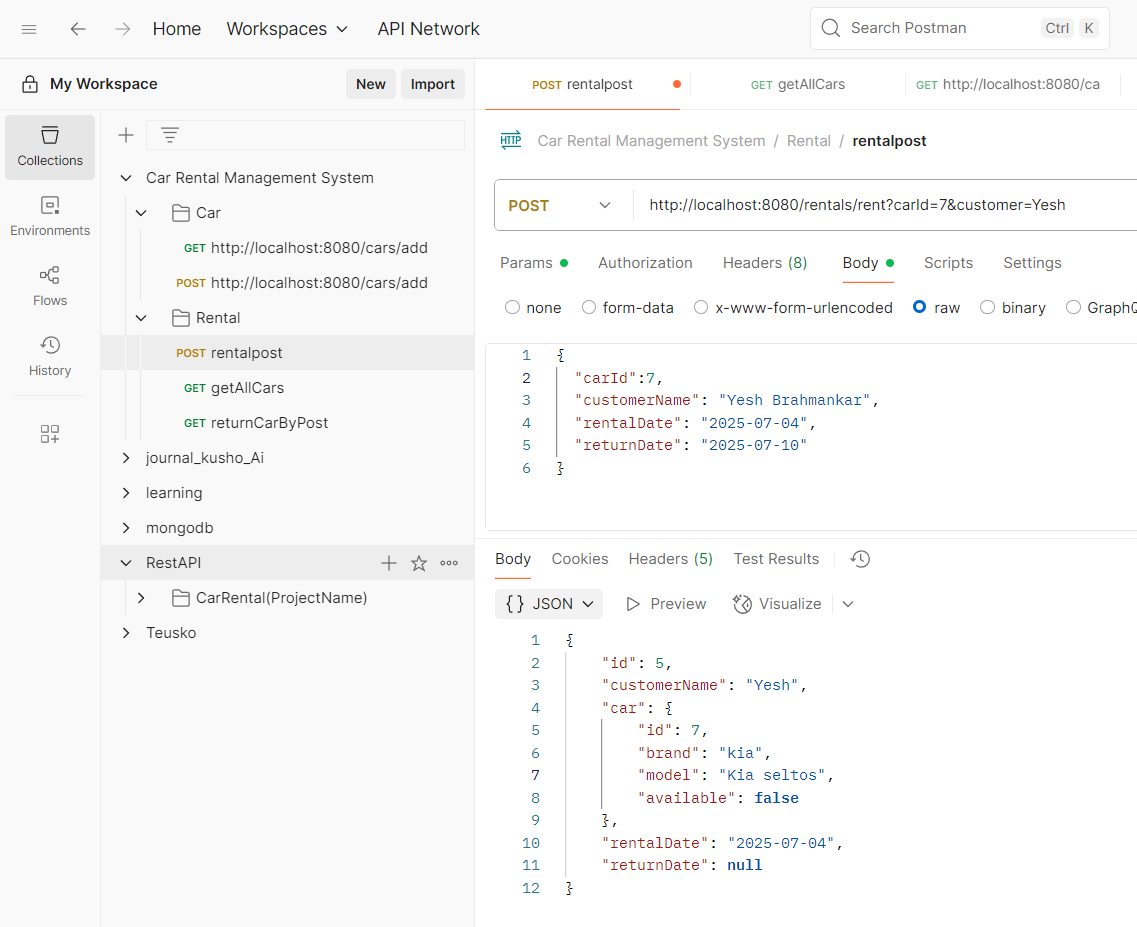 Home Workspaces API Network Search Postman Ctrl K
My Workspace New Import
POST rentalpost GET getAllCars GET http://localhost:8080/ca
Collections
Environments
Flows
History
Car Rental Management System
Car
GET http://localhost:8080/cars/add
POST http://localhost:8080/cars/add
Rental
POST rentalpost
GET getAllCars
GET returnCarByPost
journal_kusho_Ai
learning
mongodb
RestAPI
CarRental(ProjectName)
Teusko
HTTP Car Rental Management System / Rental / rentalpost
POST http://localhost:8080/rentals/rent?carId=7&customer=Yesh
Params Authorization Headers (8) Body Scripts Settings
none form-data x-www-form-urlencoded raw binary GraphQ
1 {
2 "carId":7,
3 "customerName": "Yesh Brahmankar",
4 "rentalDate": "2025-07-04",
5 "returnDate": "2025-07-10"
6 }
Body Cookies Headers (5) Test Results
{} JSON Preview Visualize
1 {
2 "id": 5,
3 "customerName": "Yesh",
4 "car": {
5 "id": 7,
6 "brand": "kia",
7 "model": "Kia seltos",
8 "available": false
9 },
10 "rentalDate": "2025-07-04",
11 "returnDate": null
12 }